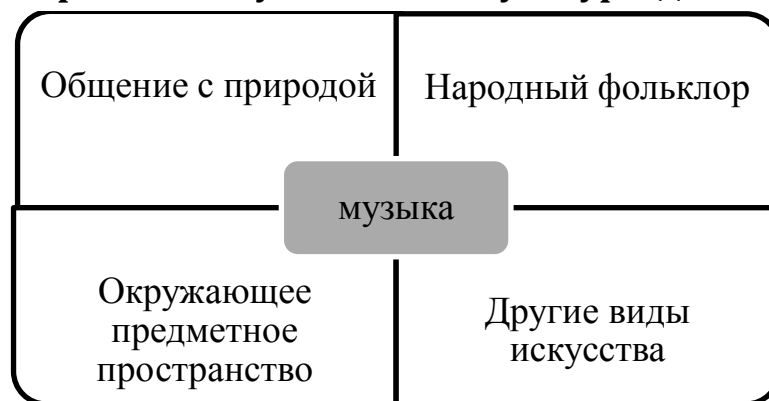 Общение с природой
Народный фольклор
музыка
Окружающее
предметное
пространство
Другие виды
искусства